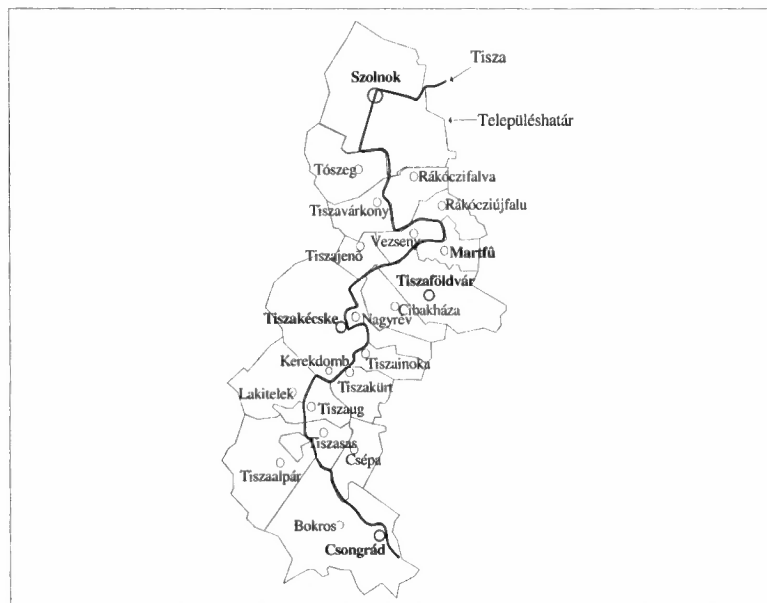 Tisza
Szolnok
Településhatár
Tószeg
Rákóczifalva
Tiszavárkony
Rákócziújfalu
Vezseny
Tiszajenő
Martfű
Tiszaföldvár
Cibakháza
Tiszakécske
Nagyrév
Kerekdomb
Tiszainoka
Tiszakürt
Lakitelek
Tiszaug
Tiszasas
Csépa
Tiszaalpár
Bokros
Csongrád